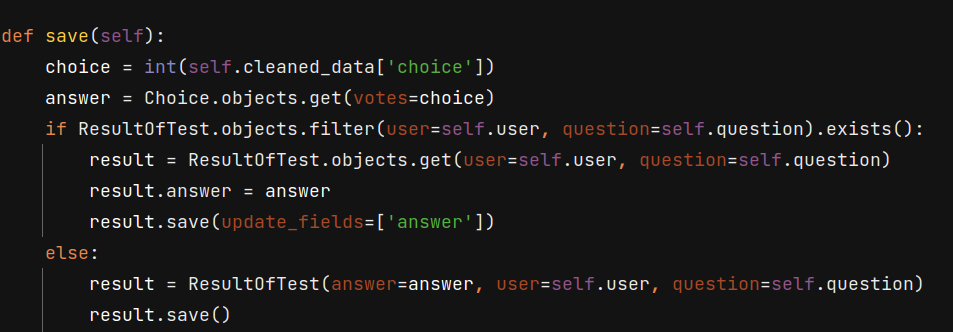 def save(self):
    choice = int(self.cleaned_data['choice'])
    answer = Choice.objects.get(votes=choice)
    if ResultOfTest.objects.filter(user=self.user, question=self.question).exists():
        result = ResultOfTest.objects.get(user=self.user, question=self.question)
        result.answer = answer
        result.save(update_fields=['answer'])
    else:
        result = ResultOfTest(answer=answer, user=self.user, question=self.question)
        result.save()